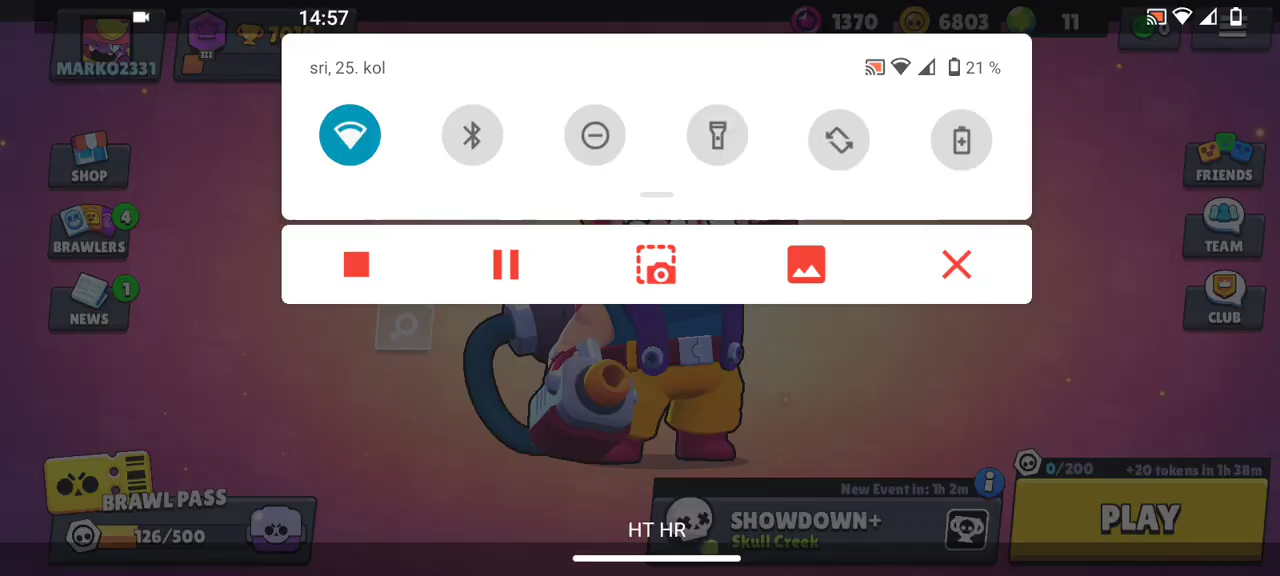 14:57
1370
6803
11
0
MARKO2331
III
sri, 25. kol
21 %
SHOP
4
BRAWLERS
1
NEWS
FRIENDS
TEAM
CLUB
BRAWL PASS
126/500
New Event in: 1h 2m
SHOWDOWN+
Skull Creek
HT HR
0/200
+20 tokens in 1h 38m
PLAY